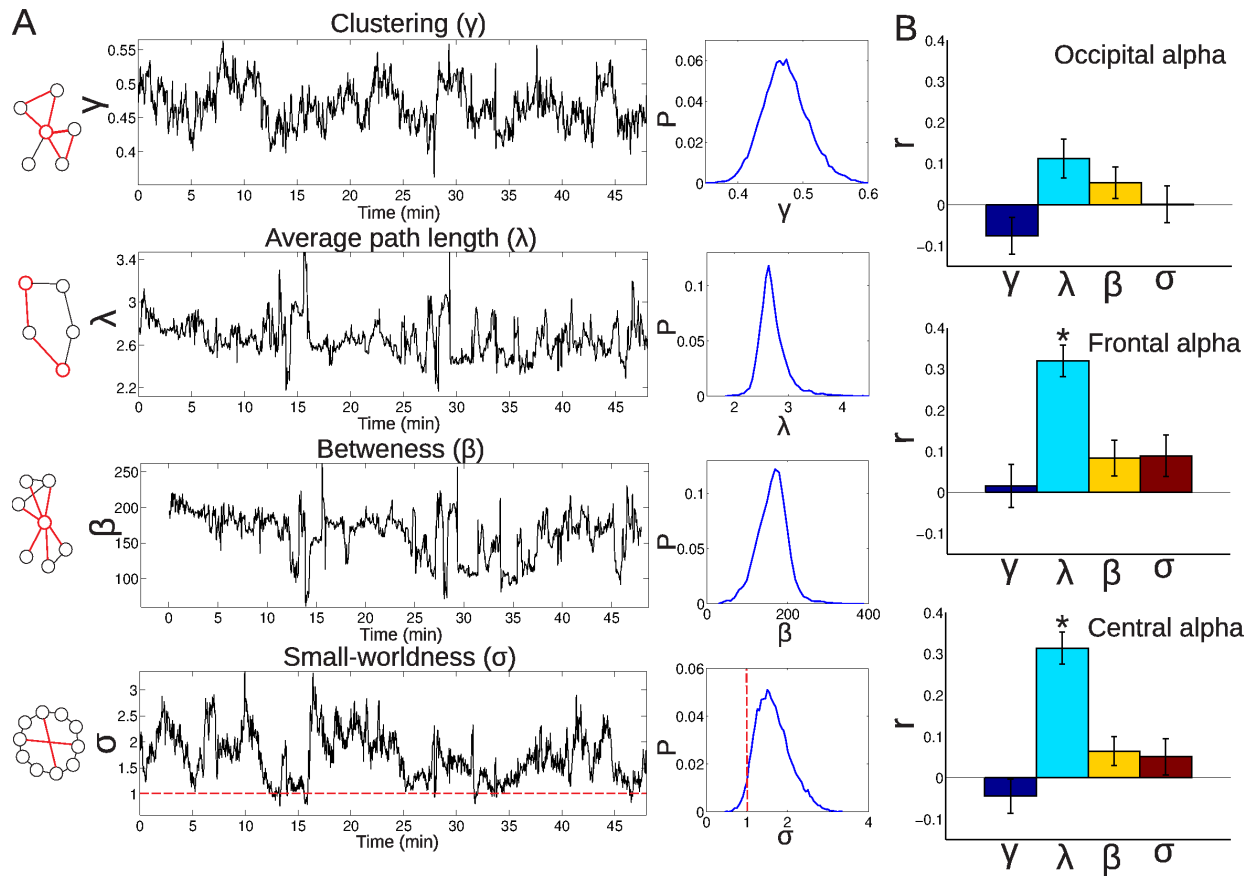 A
Clustering (γ)
γ
0.55
0.5
0.45
0.4
0 5 10 15 20 25 30 35 40 45
Time (min)
P
0.06
0.04
0.02
0
0.4 0.5 0.6
γ
Average path length (λ)
λ
3.4
3
2.6
2.2
0 5 10 15 20 25 30 35 40 45
Time (min)
P
0.1
0.05
0
2 3 4
λ
Betweness (β)
β
250
200
150
100
0 5 10 15 20 25 30 35 40 45
Time (min)
P
0.1
0.05
0
0 200 400
β
Small-worldness (σ)
σ
3
2.5
2
1.5
1
0 5 10 15 20 25 30 35 40 45
Time (min)
P
0.06
0.04
0.02
0
0 1 2 4
σ
B
Occipital alpha
r
0.4
0.3
0.2
0.1
0
-0.1
γ λ β σ
Frontal alpha
*
r
0.4
0.3
0.2
0.1
0
-0.1
γ λ β σ
Central alpha
*
r
0.4
0.3
0.2
0.1
0
-0.1
γ λ β σ